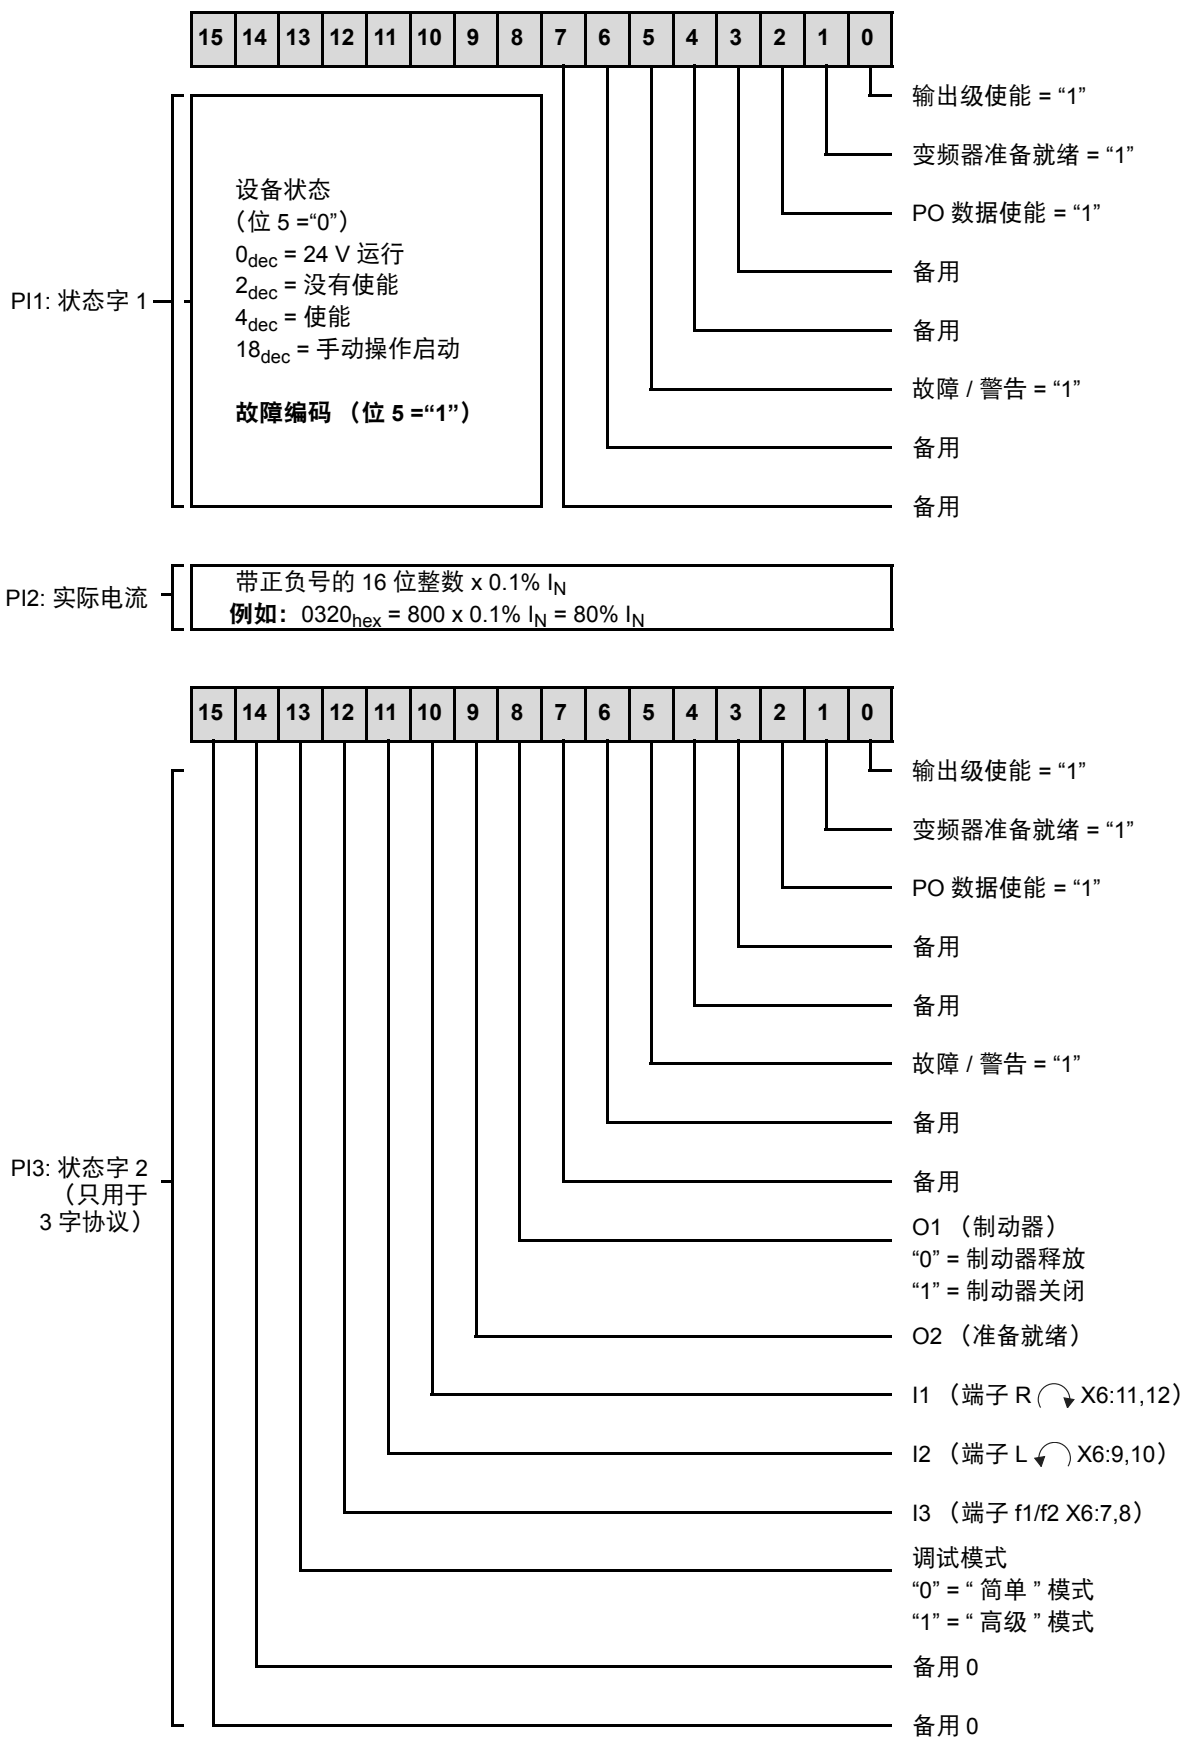 15 14 13 12 11 10 9 8 7 6 5 4 3 2 1 0
输出级使能 = “1”
变频器准备就绪 = “1”
PO 数据使能 = “1”
备用
备用
故障 / 警告 = “1”
备用
备用
PI1: 状态字 1
设备状态
（位 5 =“0”）
0dec = 24 V 运行
2dec = 没有使能
4dec = 使能
18dec = 手动操作启动
故障编码 （位 5 =“1”）
PI2: 实际电流
带正负号的 16 位整数 x 0.1% IN
例如：0320hex = 800 x 0.1% IN = 80% IN
15 14 13 12 11 10 9 8 7 6 5 4 3 2 1 0
输出级使能 = “1”
变频器准备就绪 = “1”
PO 数据使能 = “1”
备用
备用
故障 / 警告 = “1”
备用
备用
PI3: 状态字 2
（只用于
3 字协议）
O1 （制动器）
“0” = 制动器释放
“1” = 制动器关闭
O2 （准备就绪）
I1 （端子 R X6:11,12）
I2 （端子 L X6:9,10）
I3 （端子 f1/f2 X6:7,8）
调试模式
“0” = “ 简单 ” 模式
“1” = “ 高级 ” 模式
备用 0
备用 0